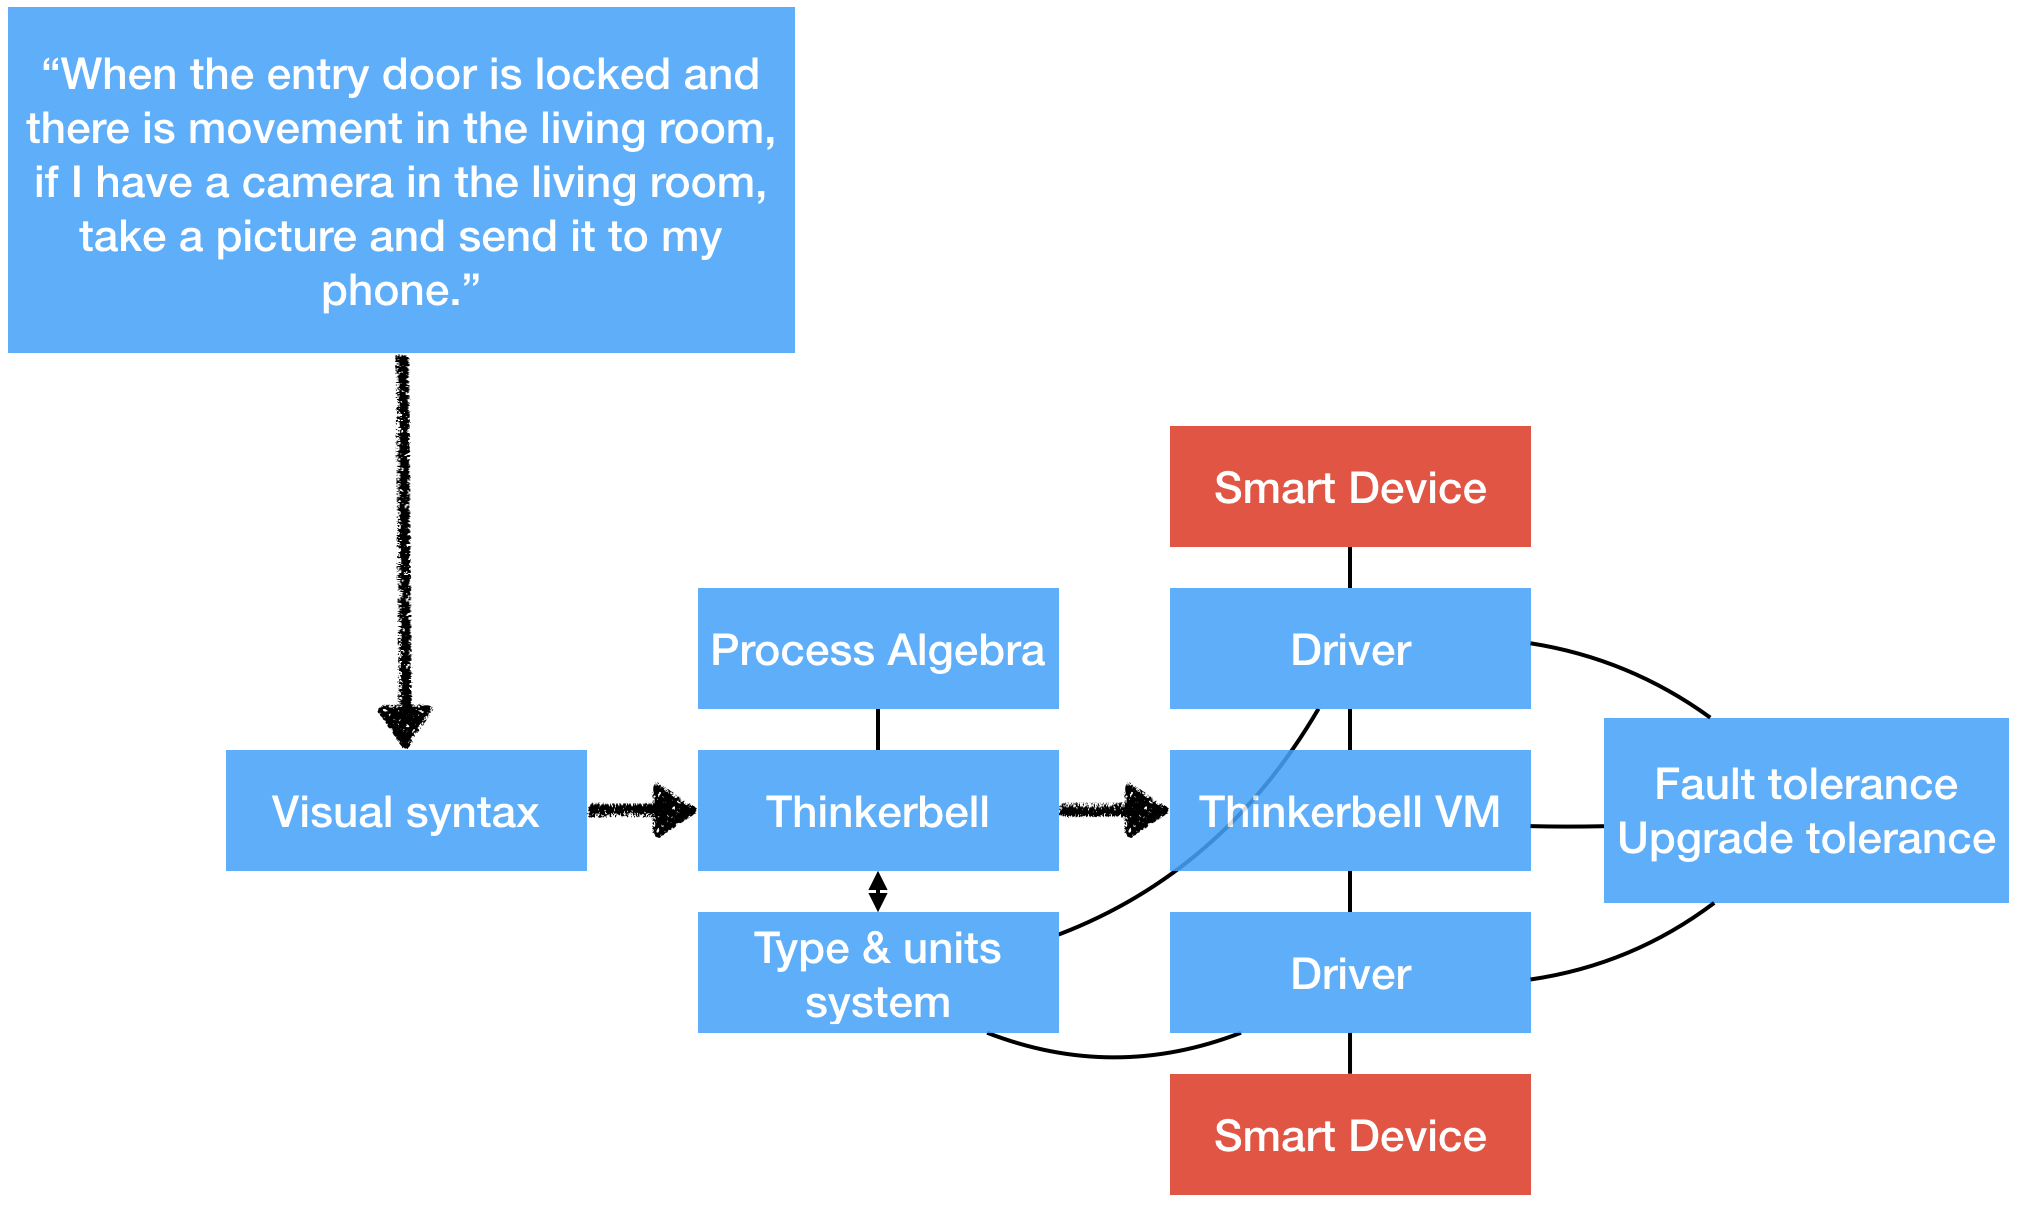 “When the entry door is locked and
there is movement in the living room,
if I have a camera in the living room,
take a picture and send it to my
phone.”
Smart Device
Process Algebra
Driver
Visual syntax
Thinkerbell
Thinkerbell VM
Fault tolerance
Upgrade tolerance
Type & units
system
Driver
Smart Device